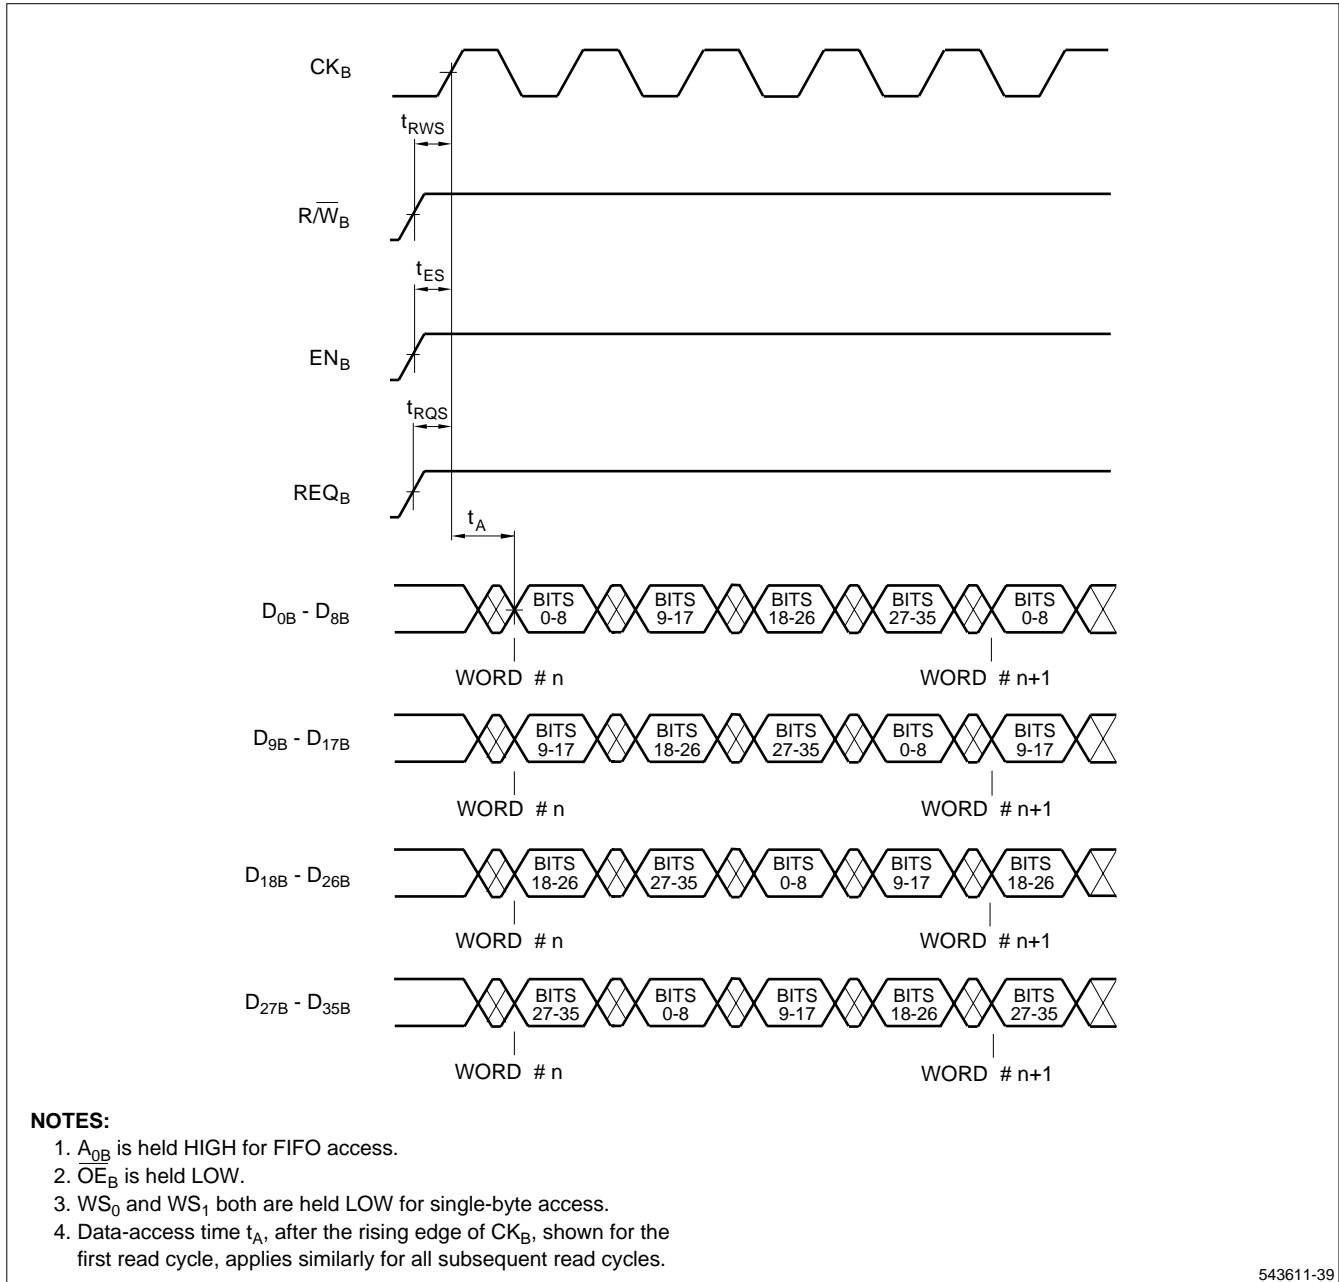 CKB
tRWS
R/W̅B
tES
ENB
tRQS
REQB
tA
D0B - D8B
BITS 0-8
BITS 9-17
BITS 18-26
BITS 27-35
BITS 0-8
WORD # n
WORD # n+1
D9B - D17B
BITS 9-17
BITS 18-26
BITS 27-35
BITS 0-8
BITS 9-17
WORD # n
WORD # n+1
D18B - D26B
BITS 18-26
BITS 27-35
BITS 0-8
BITS 9-17
BITS 18-26
WORD # n
WORD # n+1
D27B - D35B
BITS 27-35
BITS 0-8
BITS 9-17
BITS 18-26
BITS 27-35
WORD # n
WORD # n+1
NOTES:
1. A0B is held HIGH for FIFO access.
2. O̅E̅B is held LOW.
3. WS0 and WS1 both are held LOW for single-byte access.
4. Data-access time tA, after the rising edge of CKB, shown for the
first read cycle, applies similarly for all subsequent read cycles.
543611-39